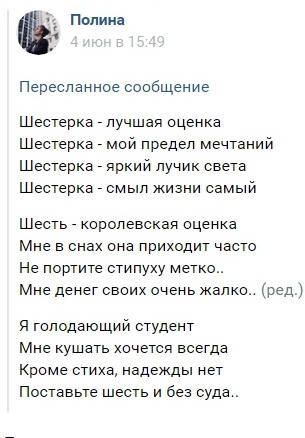 Полина
4 июн в 15:49
Пересланное сообщение
Шестерка - лучшая оценка
Шестерка - мой предел мечтаний
Шестерка - яркий лучик света
Шестерка - смыл жизни самый
Шесть - королевская оценка
Мне в снах она приходит часто
Не портите стипуху метко..
Мне денег своих очень жалко.. (ред.)
Я голодающий студент
Мне кушать хочется всегда
Кроме стиха, надежды нет
Поставьте шесть и без суда..